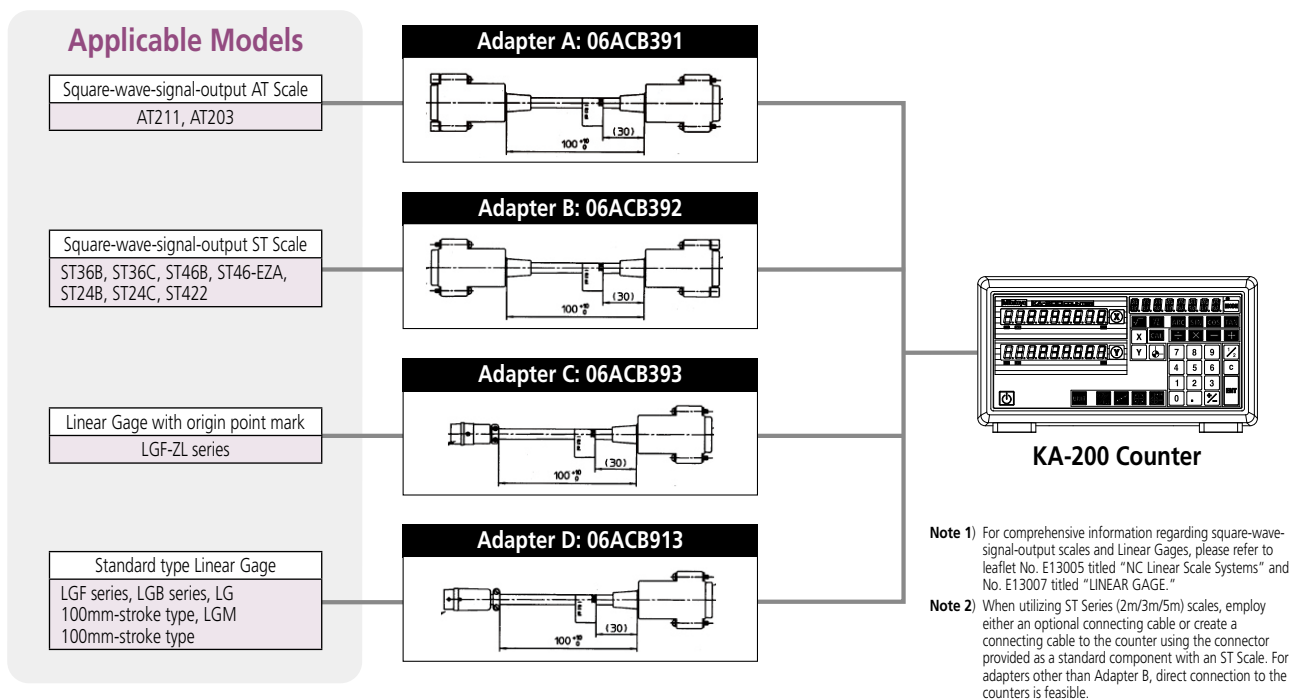 Applicable Models
Square-wave-signal-output AT Scale
AT211, AT203
Square-wave-signal-output ST Scale
ST36B, ST36C, ST46B, ST46-EZA,
ST24B, ST24C, ST422
Linear Gage with origin point mark
LGF-ZL series
Standard type Linear Gage
LGF series, LGB series, LG
100mm-stroke type, LGM
100mm-stroke type
Adapter A: 06ACB391
(30)
100 +10 0
Adapter B: 06ACB392
(30)
100 +10 0
Adapter C: 06ACB393
(30)
100 +10 0
Adapter D: 06ACB913
(30)
100 +10 0
X
Y
X
Y
7 8 9 1/2
4 5 6 C
1 2 3 ENT
0 .
KA-200 Counter
Note 1) For comprehensive information regarding square-wave-
signal-output scales and Linear Gages, please refer to
leaflet No. E13005 titled “NC Linear Scale Systems” and
No. E13007 titled “LINEAR GAGE.”
Note 2) When utilizing ST Series (2m/3m/5m) scales, employ
either an optional connecting cable or create a
connecting cable to the counter using the connector
provided as a standard component with an ST Scale. For
adapters other than Adapter B, direct connection to the
counters is feasible.